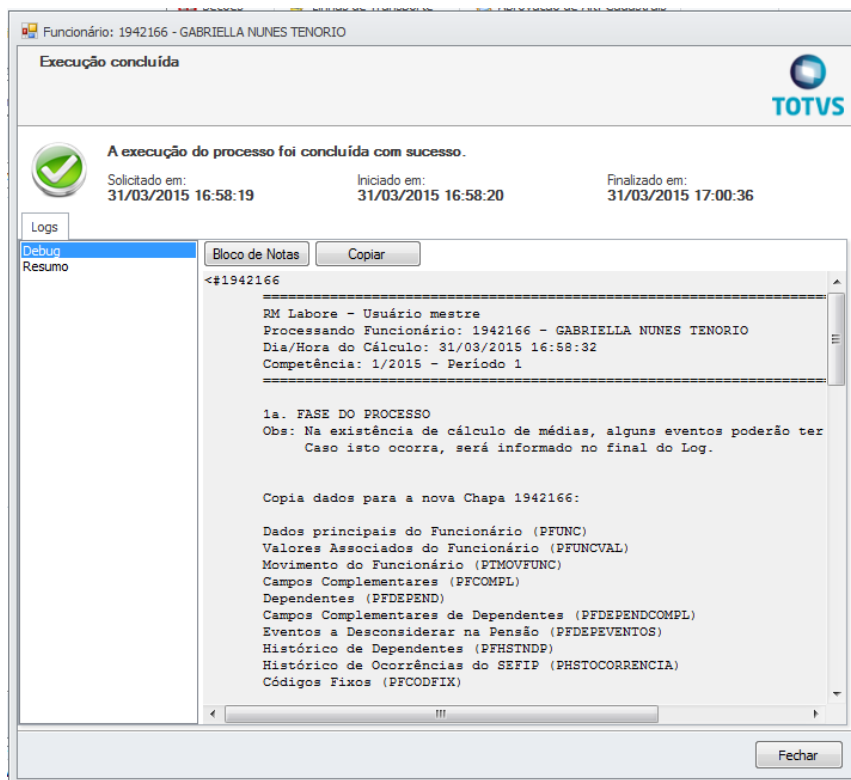 Funcionário: 1942166 - GABRIELLA NUNES TENORIO
Execução concluída
TOTVS
A execução do processo foi concluída com sucesso.
Solicitado em: Iniciado em: Finalizado em:
31/03/2015 16:58:19 31/03/2015 16:58:20 31/03/2015 17:00:36
Logs
Debug
Resumo
Bloco de Notas Copiar
<#1942166
RM Labore - Usuário mestre
Processando Funcionário: 1942166 - GABRIELLA NUNES TENORIO
Dia/Hora do Cálculo: 31/03/2015 16:58:32
Competência: 1/2015 - Período 1
1a. FASE DO PROCESSO
Obs: Na existência de cálculo de médias, alguns eventos poderão ter
Caso isto ocorra, será informado no final do Log.
Copia dados para a nova Chapa 1942166:
Dados principais do Funcionário (PFUNC)
Valores Associados do Funcionário (PFUNCVAL)
Movimento do Funcionário (PTMOVFUNC)
Campos Complementares (PFCOMPL)
Dependentes (PFDEPEND)
Campos Complementares de Dependentes (PFDEPENDCOMPL)
Eventos a Desconsiderar na Pensão (PFDEPEVENTOS)
Histórico de Dependentes (PFHSTNDP)
Histórico de Ocorrências do SEFIP (PHSTOCORRENCIA)
Códigos Fixos (PFCODFIX)
Fechar